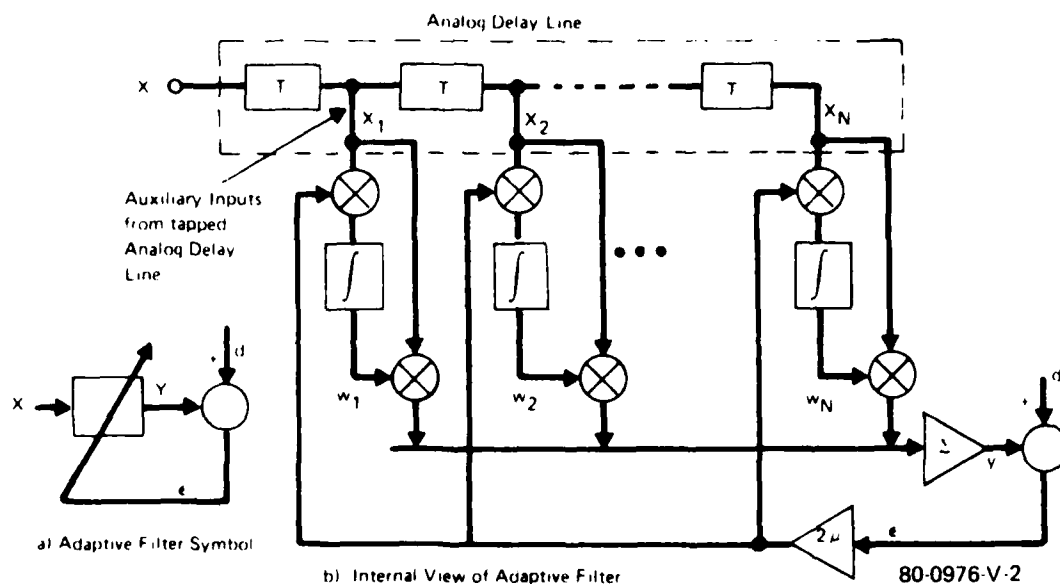 Analog Delay Line
X
T
T
T
X1
X2
XN
Auxiliary Inputs
from tapped
Analog Delay
Line
∫
∫
∫
w1
w2
wN
+
d
X
Y
ϵ
+
d
Σ
Y
2μ
ϵ
a) Adaptive Filter Symbol
b) Internal View of Adaptive Filter
80-0976-V-2